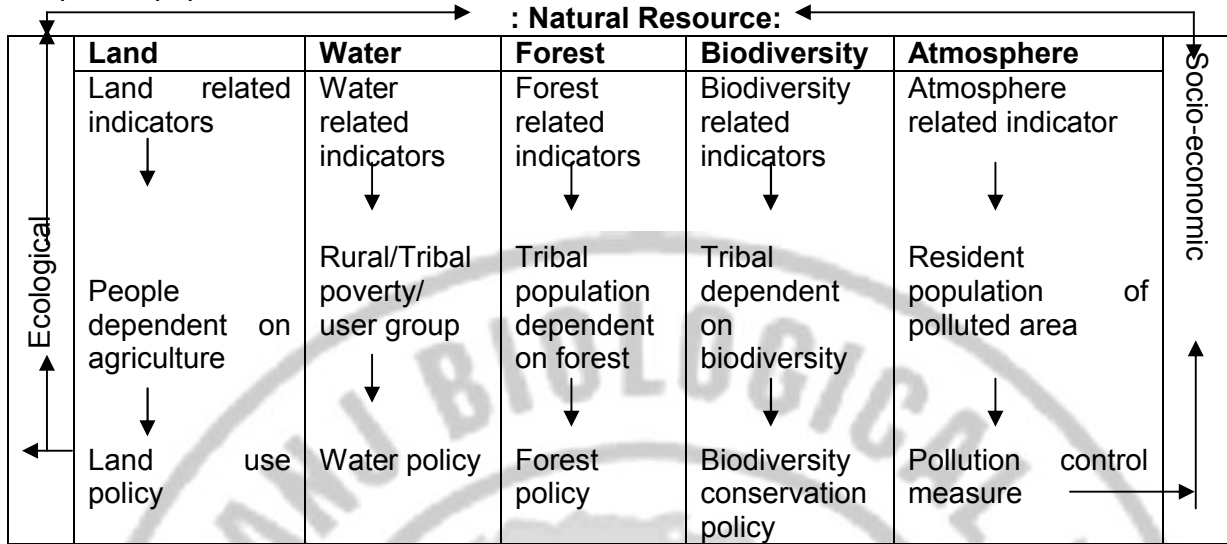 : Natural Resource:
Land Water Forest Biodiversity Atmosphere
Ecological
Land related indicators
People dependent on agriculture
Land use policy
Water related indicators
Rural/Tribal poverty/ user group
Water policy
Forest related indicators
Tribal population dependent on forest
Forest policy
Biodiversity related indicators
Tribal dependent on biodiversity
Biodiversity conservation policy
Atmosphere related indicator
Resident population of polluted area
Pollution control measure
Socio-economic
ANJ BIOLOGICAL